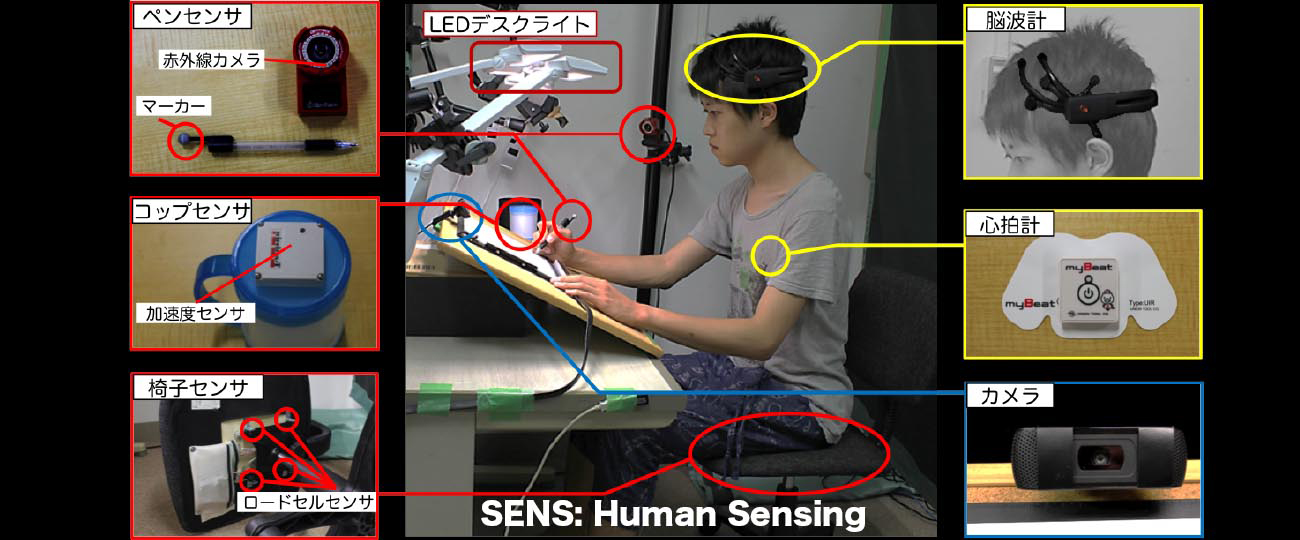 ペンセンサ
赤外線カメラ
マーカー
LEDデスクライト
脳波計
コップセンサ
加速度センサ
心拍計
myBeat
myBeat
Type:UIR
椅子センサ
ロードセルセンサ
カメラ
SENS: Human Sensing